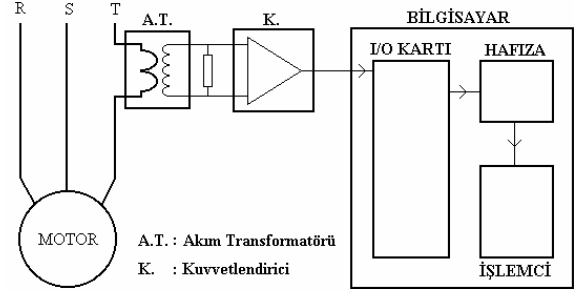 R S T
A.T.
K.
BİLGİSAYAR
I/O KARTI
HAFIZA
MOTOR
A.T. : Akım Transformatörü
K. : Kuvvetlendirici
İŞLEMCİ